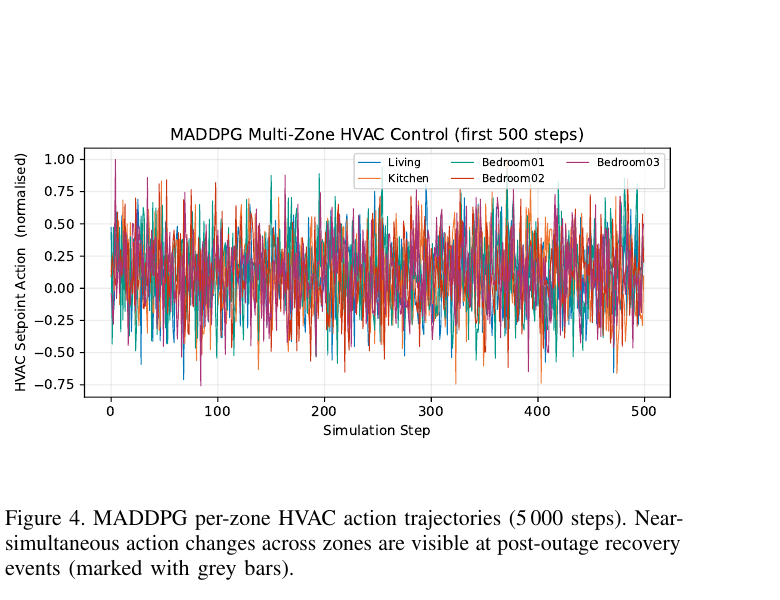 MADDPG Multi-Zone HVAC Control (first 500 steps)
HVAC Setpoint Action (normalised)
1.00
0.75
0.50
0.25
0.00
−0.25
−0.50
−0.75
Living Bedroom01 Bedroom03
Kitchen Bedroom02
0 100 200 300 400 500
Simulation Step
Figure 4. MADDPG per-zone HVAC action trajectories (5 000 steps). Near-
simultaneous action changes across zones are visible at post-outage recovery
events (marked with grey bars).